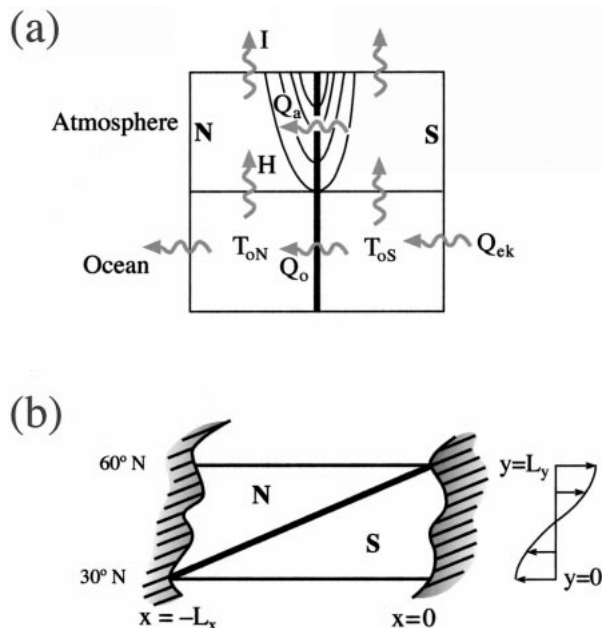 (a)
I
Atmosphere
N
Qa
S
H
Ocean
ToN
Qo
ToS
Qek
(b)
60° N
N
y=Ly
S
30° N
y=0
x = –Lx
x=0